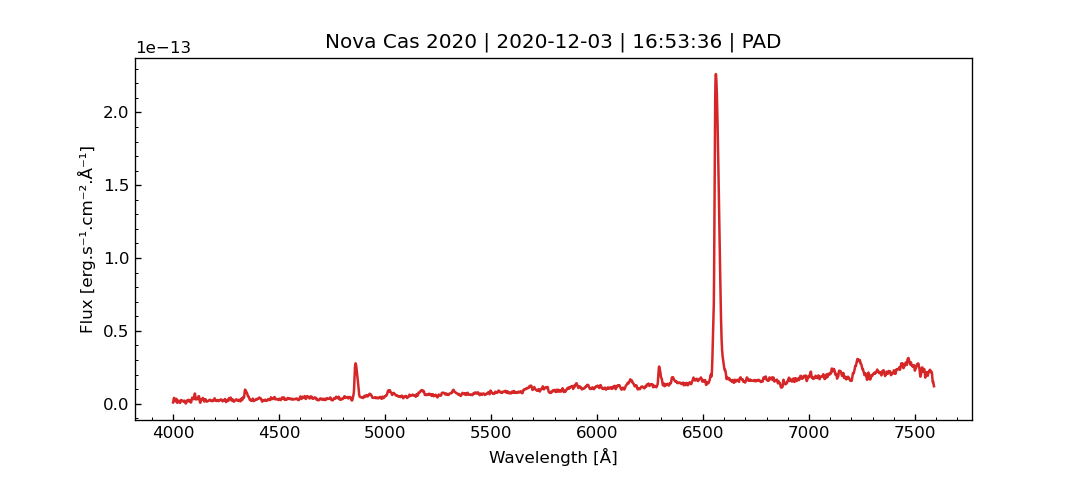 Nova Cas 2020 | 2020-12-03 | 16:53:36 | PAD
1e−13
2.0
1.5
1.0
0.5
0.0
Flux [erg.s⁻¹.cm⁻².Å⁻¹]
4000 4500 5000 5500 6000 6500 7000 7500
Wavelength [Å]